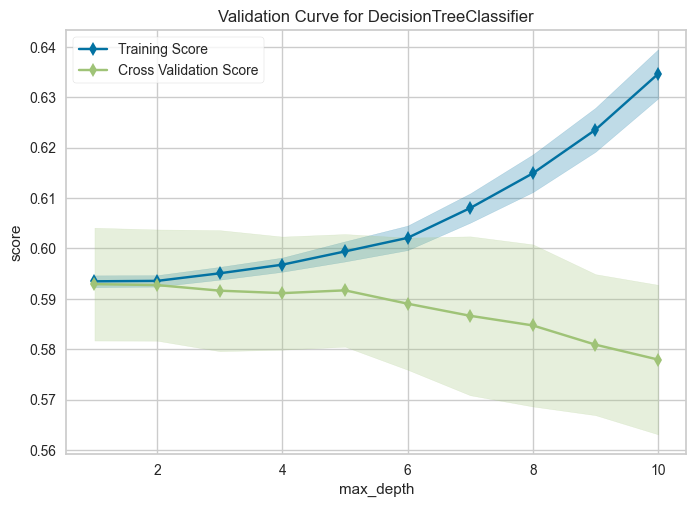 Validation Curve for DecisionTreeClassifier
Training Score
Cross Validation Score
0.64
0.63
0.62
0.61
0.60
0.59
0.58
0.57
0.56
score
2
4
6
8
10
max_depth